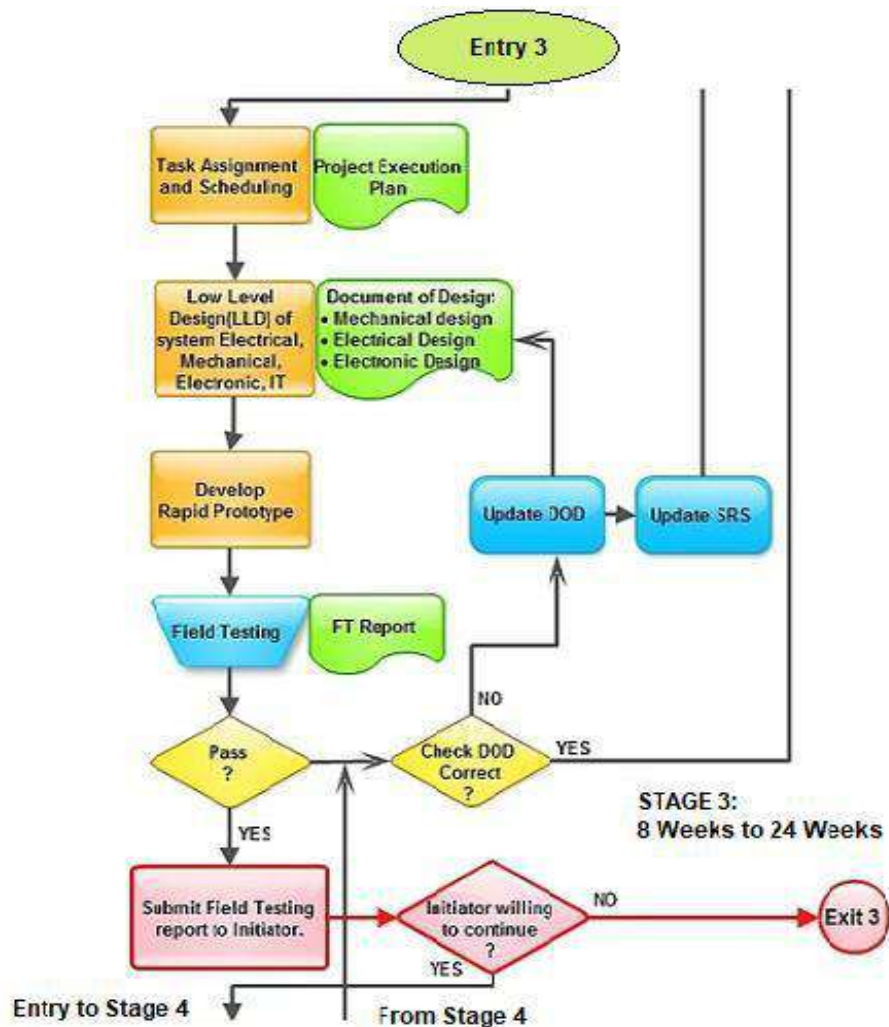 Entry 3
Task Assignment
and Scheduling
Project Execution
Plan
Low Level
Design(LLD) of
system Electrical,
Mechanical,
Electronic, IT
Document of Design:
• Mechanical design
• Electrical Design
• Electronic Design
Develop
Rapid Prototype
Update DOD
Update SRS
Field Testing
FT Report
NO
Pass
?
Check DOD
Correct
?
YES
STAGE 3:
8 Weeks to 24 Weeks
YES
Submit Field Testing
report to Initiator.
Initiator willing
to continue
?
NO
Exit 3
YES
Entry to Stage 4
From Stage 4